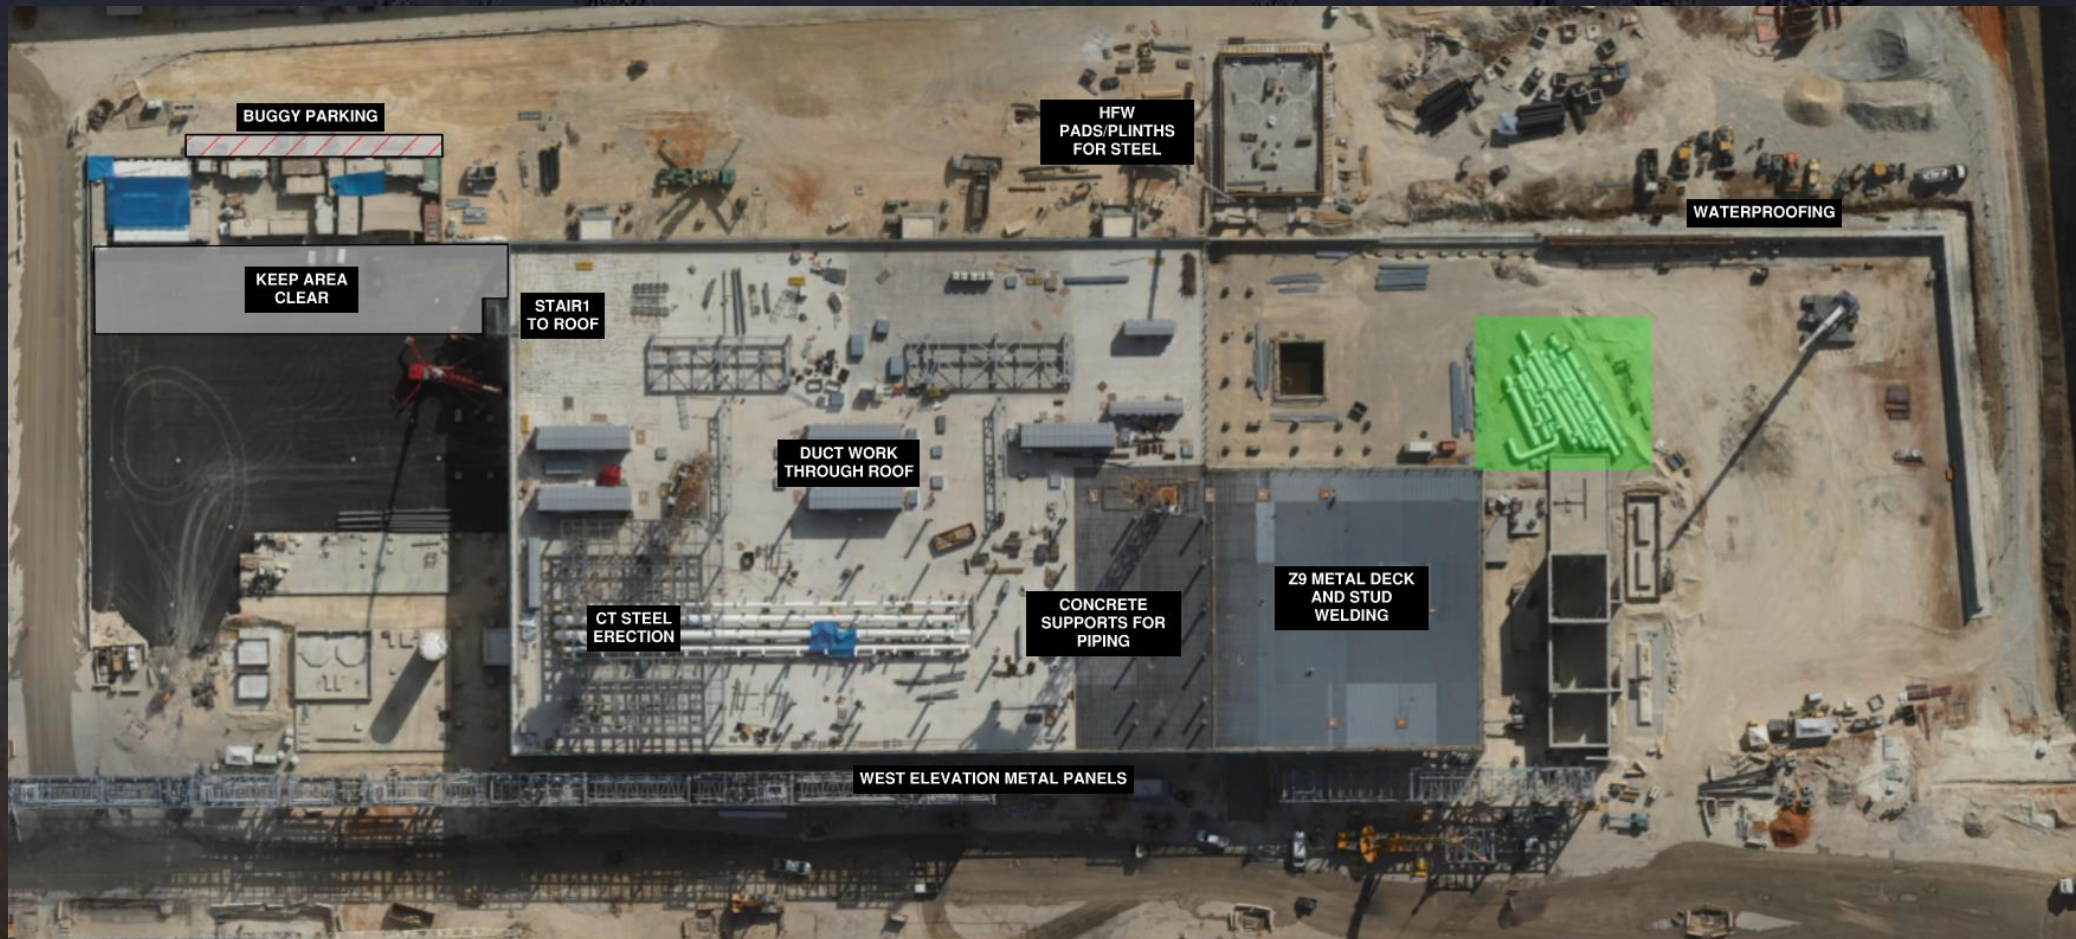 BUGGY PARKING
HFW
PADS/PLINTHS
FOR STEEL
WATERPROOFING
KEEP AREA
CLEAR
STAIR1
TO ROOF
DUCT WORK
THROUGH ROOF
CT STEEL
ERECTION
CONCRETE
SUPPORTS FOR
PIPING
Z9 METAL DECK
AND STUD
WELDING
WEST ELEVATION METAL PANELS